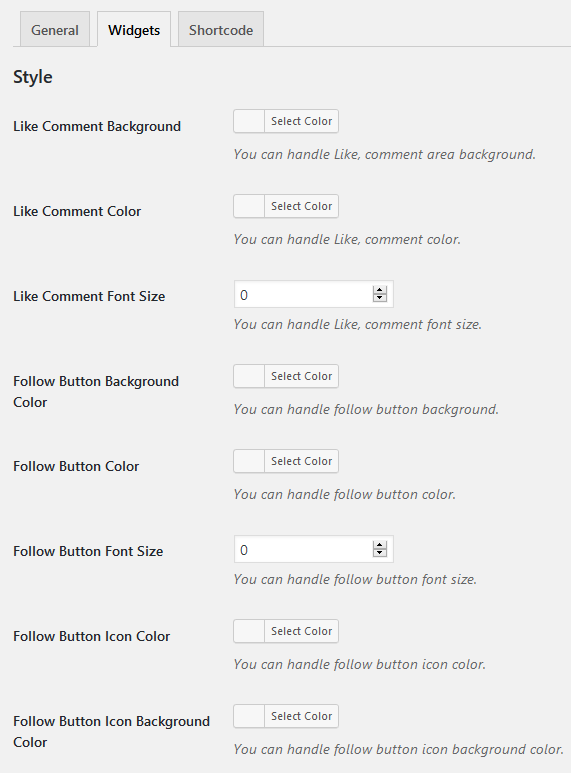 General Widgets Shortcode
Style
Like Comment Background Select Color
You can handle Like, comment area background.
Like Comment Color Select Color
You can handle Like, comment color.
Like Comment Font Size 0
You can handle Like, comment font size.
Follow Button Background
Color
Select Color
You can handle follow button background.
Follow Button Color Select Color
You can handle follow button color.
Follow Button Font Size 0
You can handle follow button font size.
Follow Button Icon Color Select Color
You can handle follow button icon color.
Follow Button Icon Background
Color
Select Color
You can handle follow button icon background color.